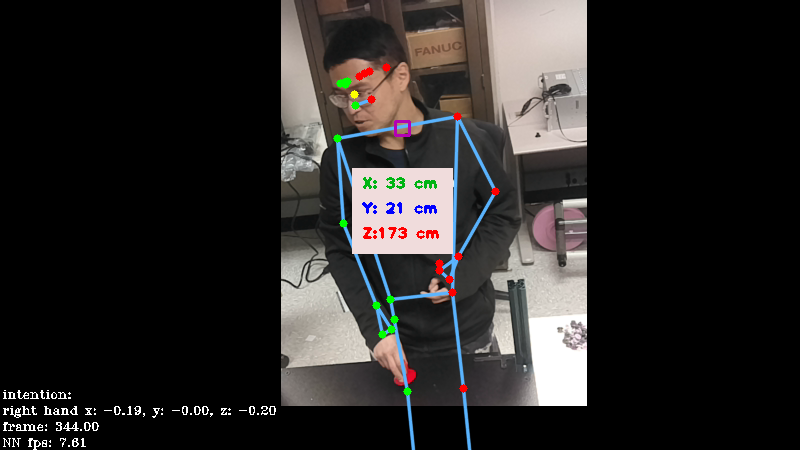 FANUC
X: 33 cm
Y: 21 cm
Z:173 cm
intention:
right hand x: -0.19, y: -0.00, z: -0.20
frame: 344.00
NN fps: 7.61